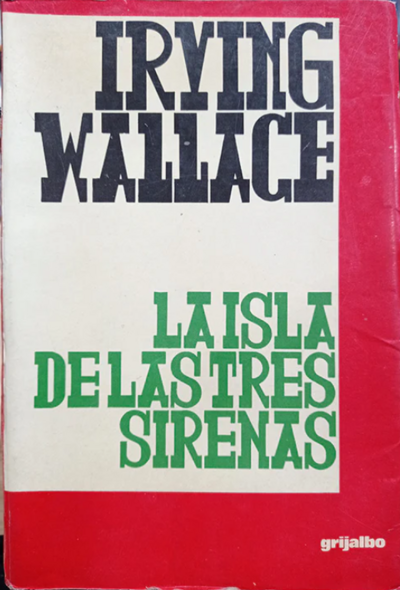 IRVING
WALLACE
LA ISLA
DE LAS TRES
SIRENAS
grijalbo